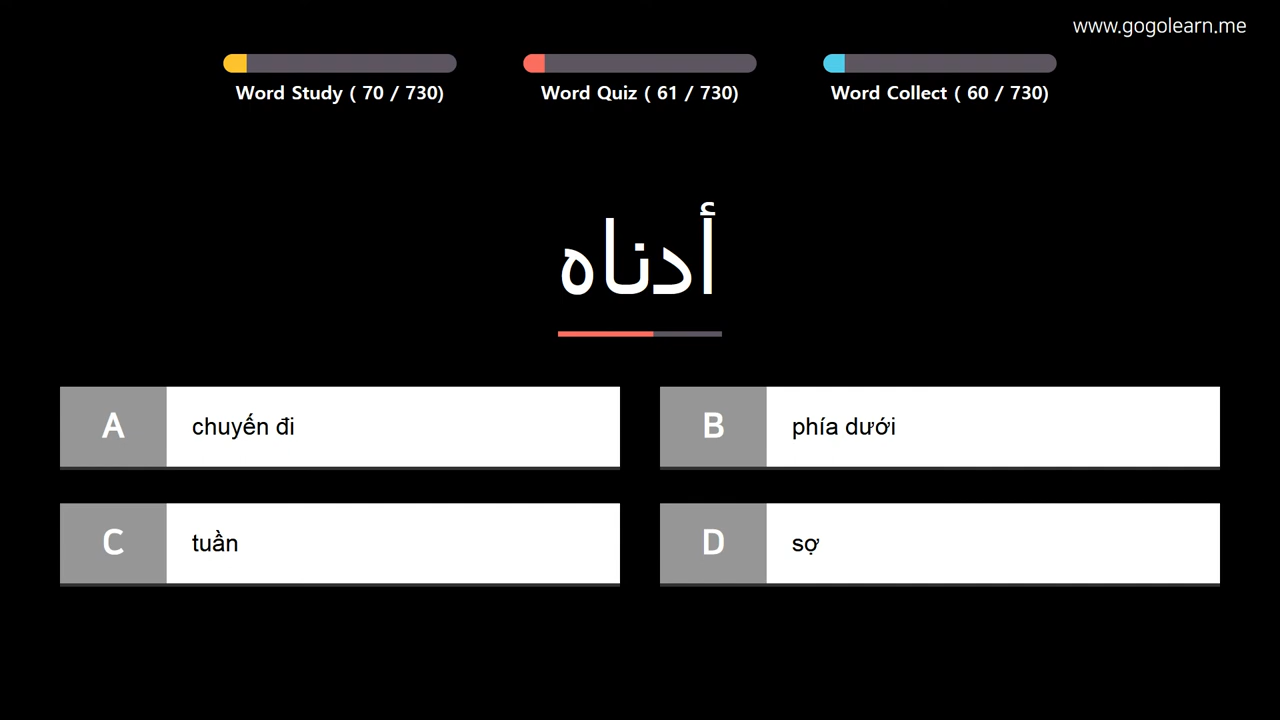 www.gogolearn.me
Word Study ( 70 / 730)
Word Quiz ( 61 / 730)
Word Collect ( 60 / 730)
أدناه
A chuyến đi
B phía dưới
C tuần
D sợ